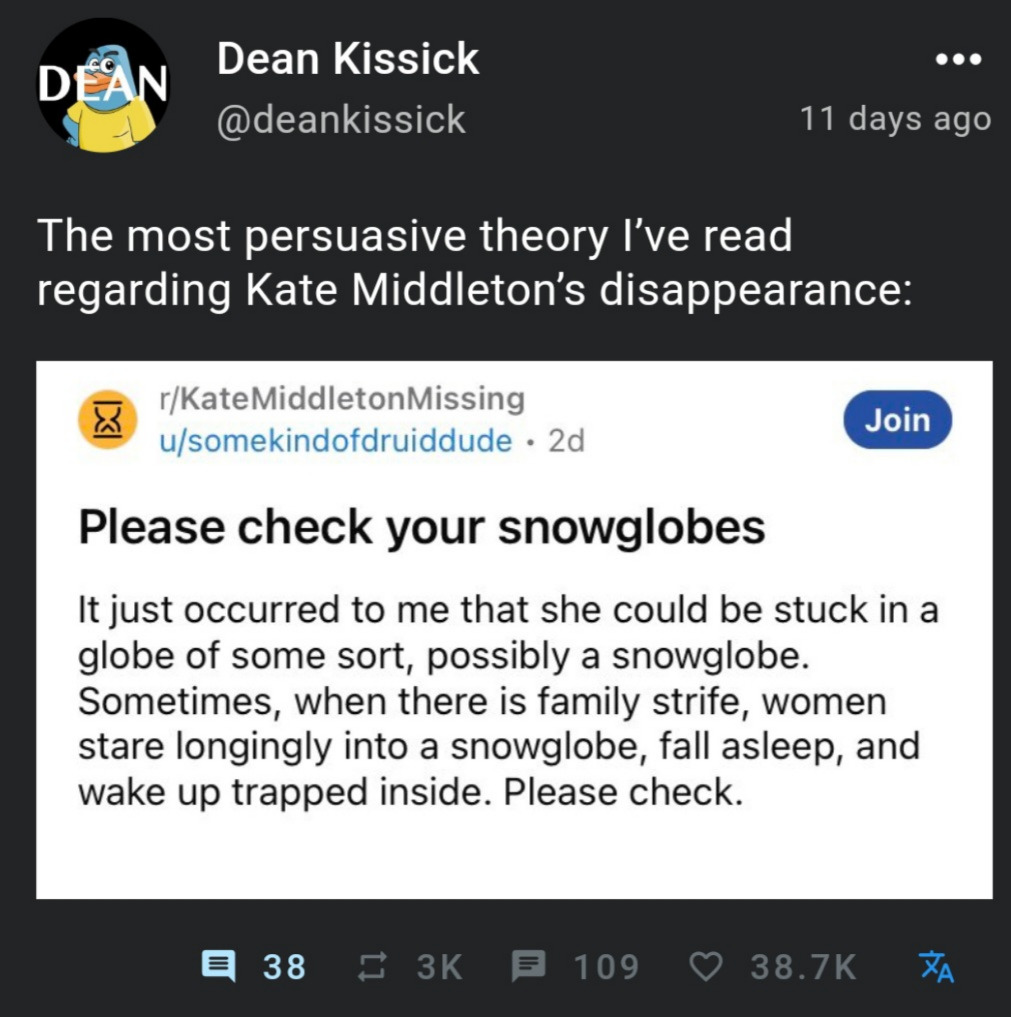 DEAN
Dean Kissick
@deankissick
11 days ago
The most persuasive theory I’ve read
regarding Kate Middleton’s disappearance:
r/KateMiddletonMissing
u/somekindofdruiddude • 2d
Join
Please check your snowglobes
It just occurred to me that she could be stuck in a
globe of some sort, possibly a snowglobe.
Sometimes, when there is family strife, women
stare longingly into a snowglobe, fall asleep, and
wake up trapped inside. Please check.
38 3K 109 38.7K